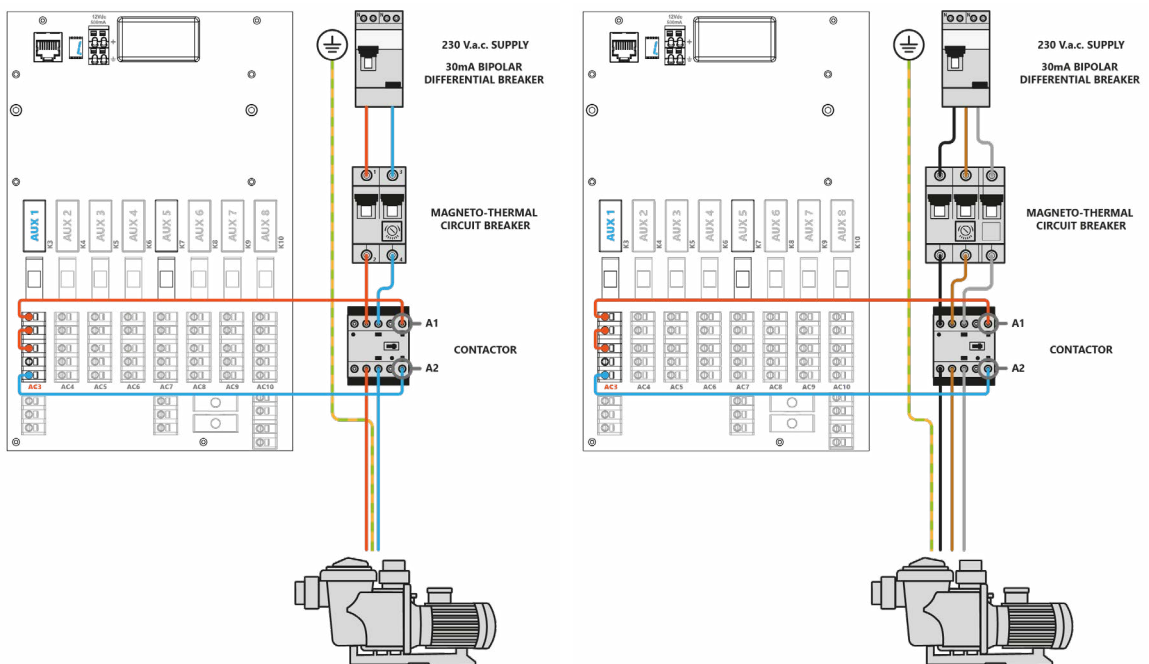 12Vdc
630mA
230 V.a.c. SUPPLY
30mA BIPOLAR
DIFFERENTIAL BREAKER
MAGNETO-THERMAL
CIRCUIT BREAKER
AUX 1
K3
AUX 2
K4
AUX 3
K5
AUX 4
K6
AUX 5
K7
AUX 6
K8
AUX 7
K9
AUX 8
K10
A1
CONTACTOR
A2
AC3 AC4 AC5 AC6 AC7 AC8 AC9 AC10
12Vdc
630mA
230 V.a.c. SUPPLY
30mA BIPOLAR
DIFFERENTIAL BREAKER
MAGNETO-THERMAL
CIRCUIT BREAKER
AUX 1
K3
AUX 2
K4
AUX 3
K5
AUX 4
K6
AUX 5
K7
AUX 6
K8
AUX 7
K9
AUX 8
K10
A1
CONTACTOR
A2
AC3 AC4 AC5 AC6 AC7 AC8 AC9 AC10